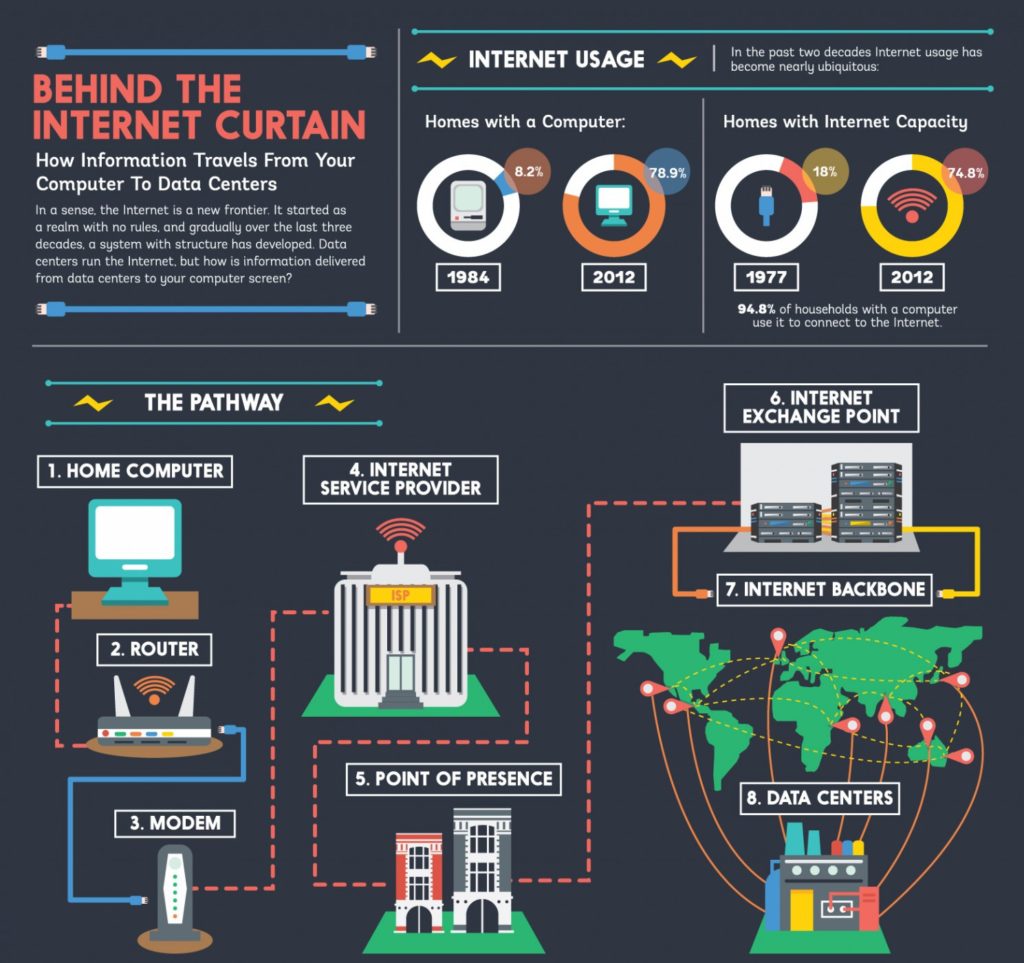 BEHIND THE
INTERNET CURTAIN
How Information Travels From Your
Computer To Data Centers
In a sense, the Internet is a new frontier. It started as
a realm with no rules, and gradually over the last three
decades, a system with structure has developed. Data
centers run the Internet, but how is information delivered
from data centers to your computer screen?
INTERNET USAGE
In the past two decades Internet usage has
become nearly ubiquitous:
Homes with a Computer:
8.2%
78.9%
1984
2012
Homes with Internet Capacity
18%
74.8%
1977
2012
94.8% of households with a computer
use it to connect to the Internet.
THE PATHWAY
1. HOME COMPUTER
2. ROUTER
3. MODEM
4. INTERNET
SERVICE PROVIDER
ISP
5. POINT OF PRESENCE
6. INTERNET
EXCHANGE POINT
7. INTERNET BACKBONE
8. DATA CENTERS